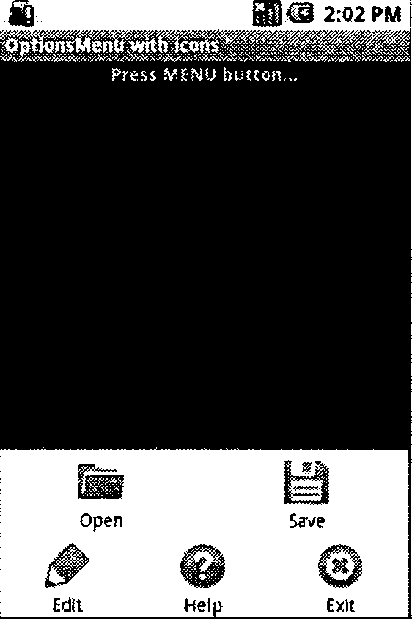 2:02 PM
OptionsMenu with icons
Press MENU button...
Open Save
Edit Help Exit